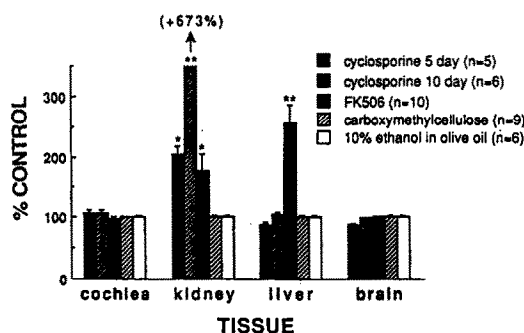 (+673%)
**
cyclosporine 5 day (n=5)
cyclosporine 10 day (n=6)
FK506 (n=10)
carboxymethylcellulose (n=9)
10% ethanol in olive oil (n=6)
% CONTROL
300
200
100
0
*
*
**
cochlea kidney liver brain
TISSUE